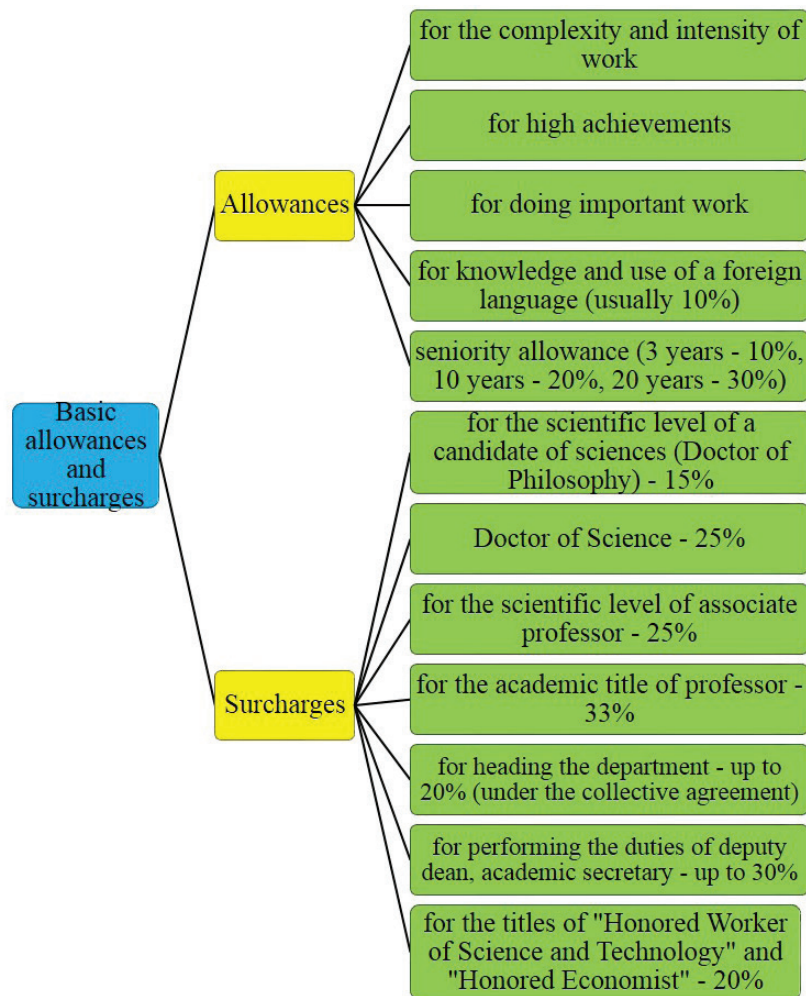 Basic
allowances
and
surcharges
Allowances
for the complexity and intensity of
work
for high achievements
for doing important work
for knowledge and use of a foreign
language (usually 10%)
seniority allowance (3 years - 10%,
10 years - 20%, 20 years - 30%)
Surcharges
for the scientific level of a
candidate of sciences (Doctor of
Philosophy) - 15%
Doctor of Science - 25%
for the scientific level of associate
professor - 25%
for the academic title of professor -
33%
for heading the department - up to
20% (under the collective agreement)
for performing the duties of deputy
dean, academic secretary - up to 30%
for the titles of "Honored Worker
of Science and Technology" and
"Honored Economist" - 20%